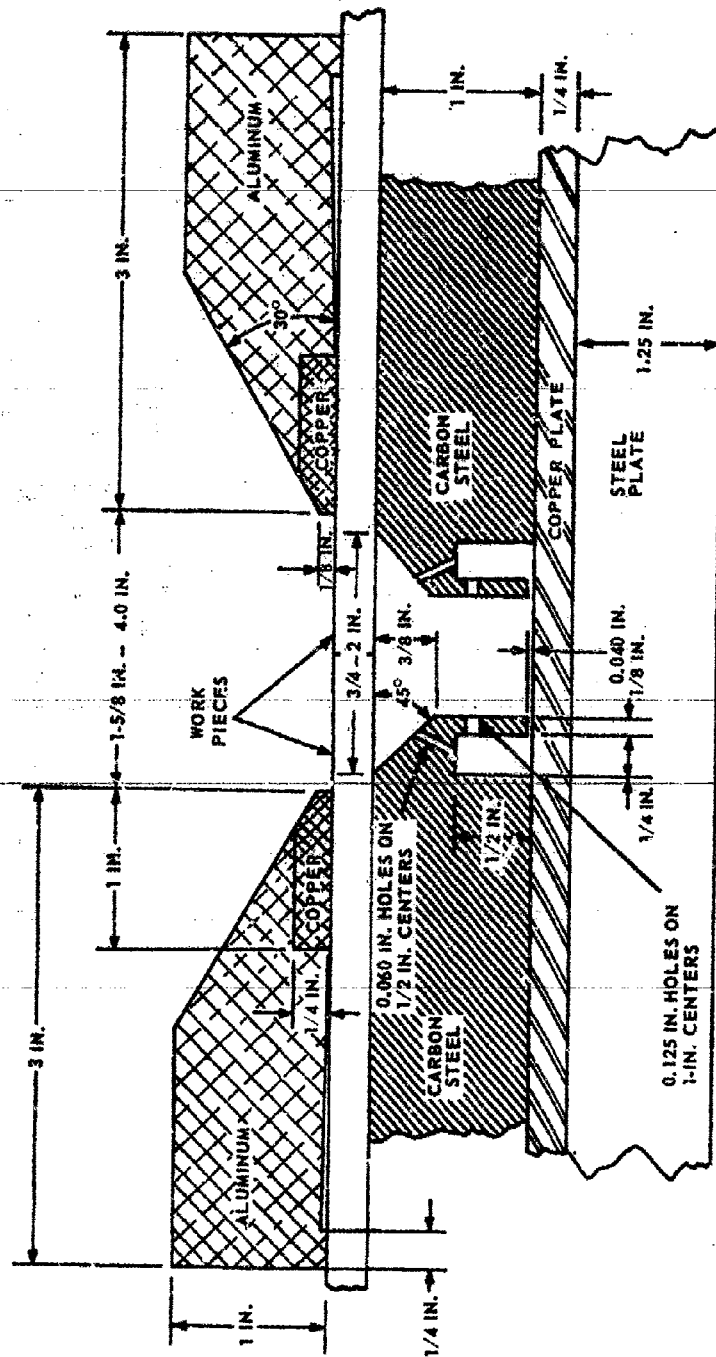 3 IN.
1 IN.
1-5/8 IN. – 4.0 IN.
3 IN.
1 IN.
ALUMINUM
WORK
PIECES
ALUMINUM
30°
1/4 IN.
COPPER
1/8 IN.
COPPER
3/4 – 2 IN.
1/4 IN.
0.060 IN. HOLES ON
1/2 IN. CENTERS
45°
3/8 IN.
1 IN.
CARBON
STEEL
1/2 IN.
CARBON
STEEL
COPPER PLATE
1/4 IN.
0.040 IN.
1/8 IN.
1/4 IN.
STEEL
PLATE
1.25 IN.
0.125 IN. HOLES ON
1-IN. CENTERS